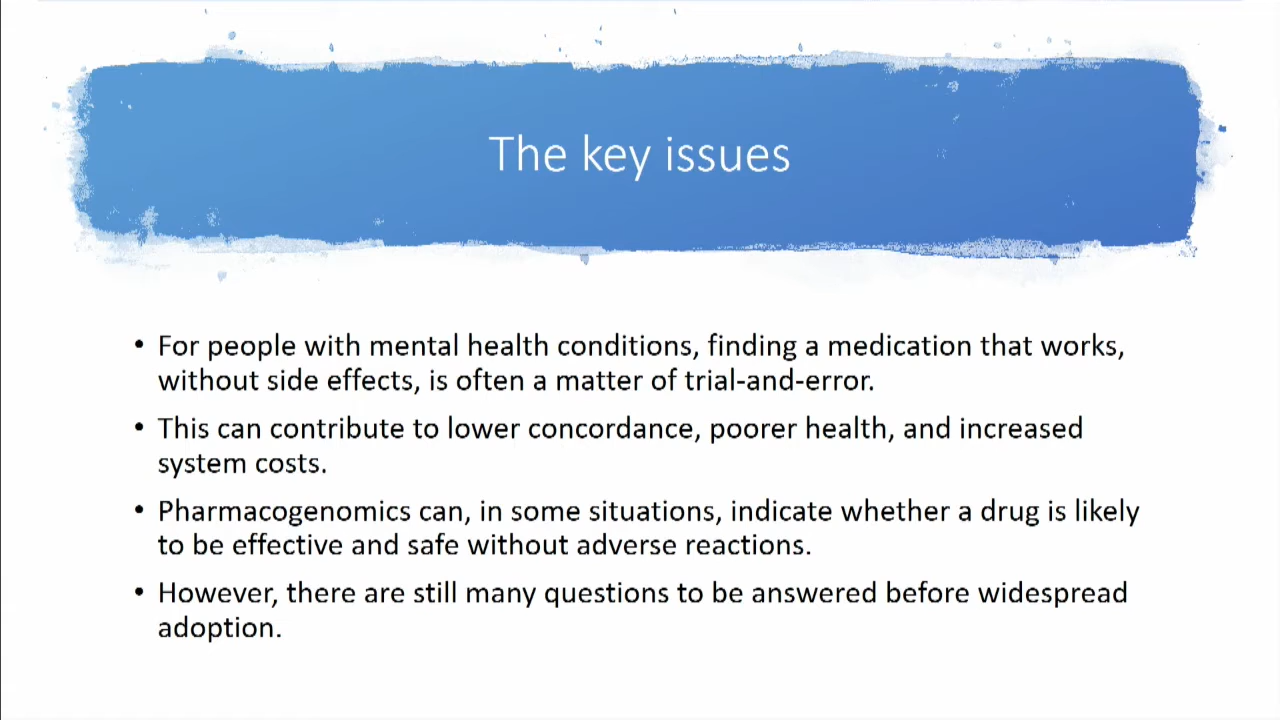 The key issues
• For people with mental health conditions, finding a medication that works,
without side effects, is often a matter of trial-and-error.
• This can contribute to lower concordance, poorer health, and increased
system costs.
• Pharmacogenomics can, in some situations, indicate whether a drug is likely
to be effective and safe without adverse reactions.
• However, there are still many questions to be answered before widespread
adoption.